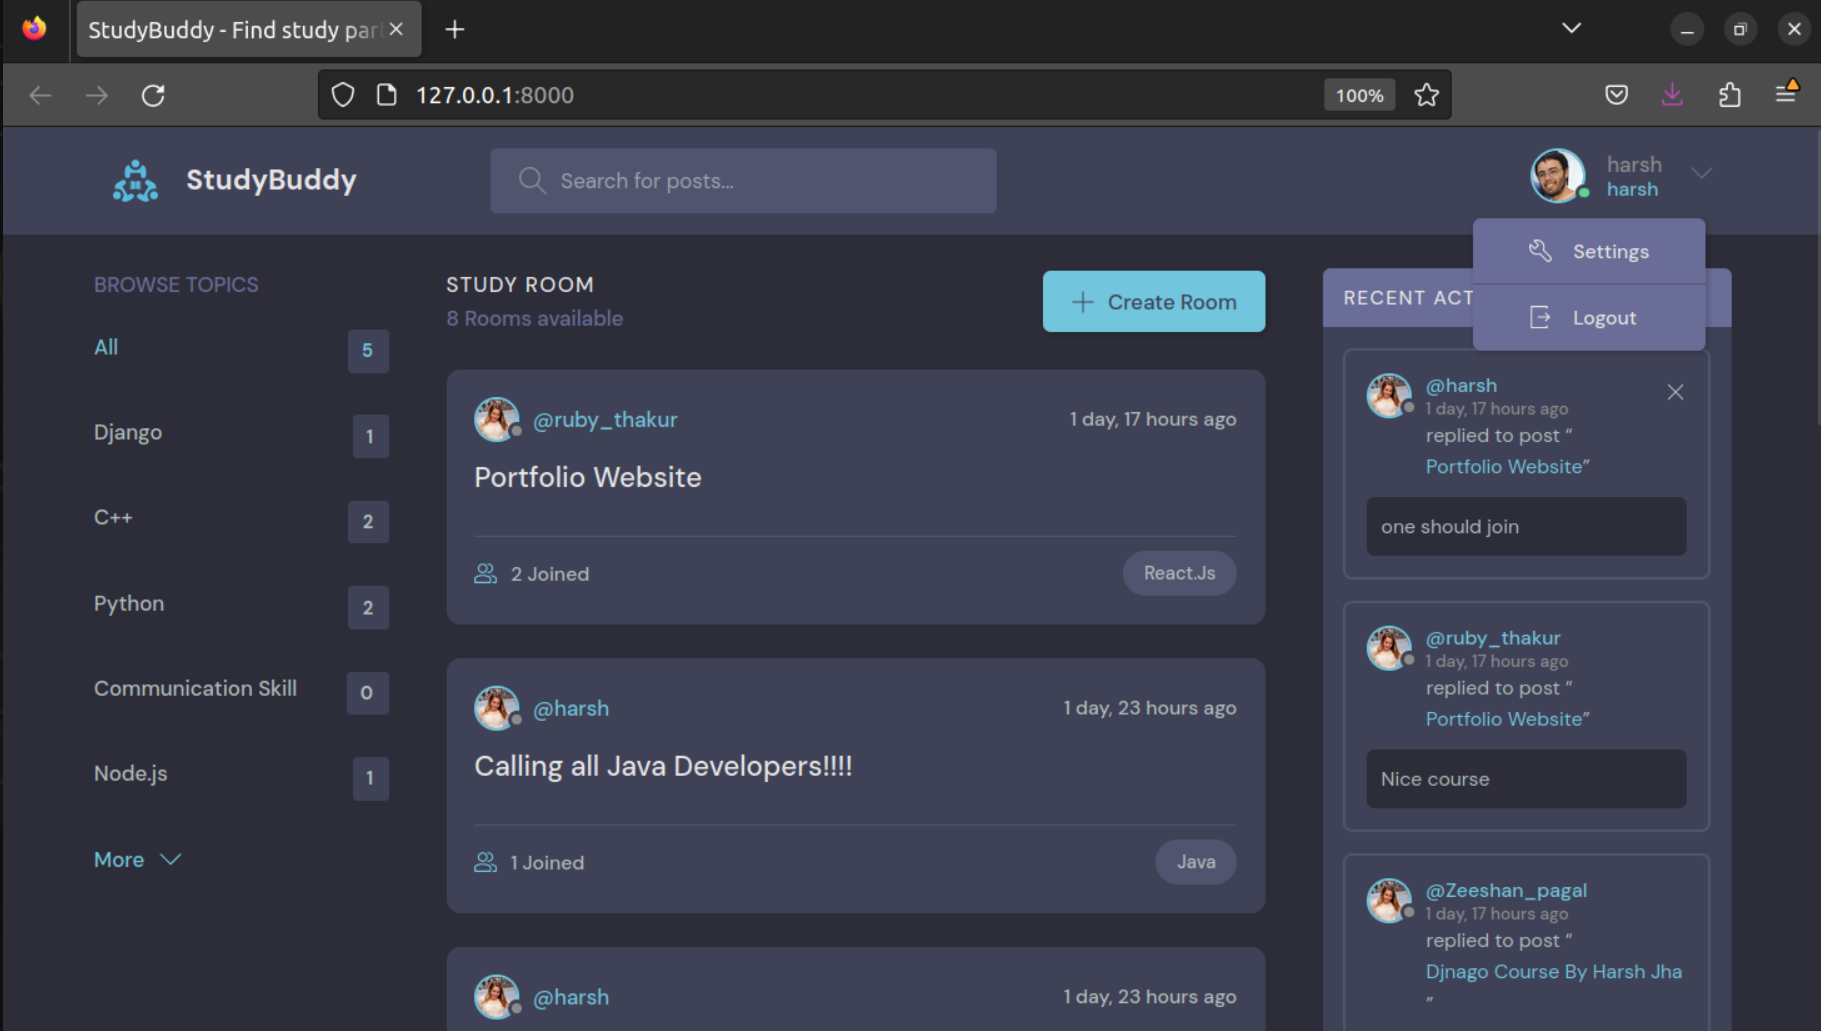 StudyBuddy - Find study par
127.0.0.1:8000
100%
StudyBuddy
Search for posts...
harsh
harsh
Settings
Logout
BROWSE TOPICS
All
5
Django
1
C++
2
Python
2
Communication Skill
0
Node.js
1
More
STUDY ROOM
8 Rooms available
Create Room
@ruby_thakur
1 day, 17 hours ago
Portfolio Website
2 Joined
React.Js
@harsh
1 day, 23 hours ago
Calling all Java Developers!!!!
1 Joined
Java
@harsh
1 day, 23 hours ago
RECENT ACT
@harsh
1 day, 17 hours ago
replied to post “
Portfolio Website”
one should join
@ruby_thakur
1 day, 17 hours ago
replied to post “
Portfolio Website”
Nice course
@Zeeshan_pagal
1 day, 17 hours ago
replied to post “
Djnago Course By Harsh Jha
”